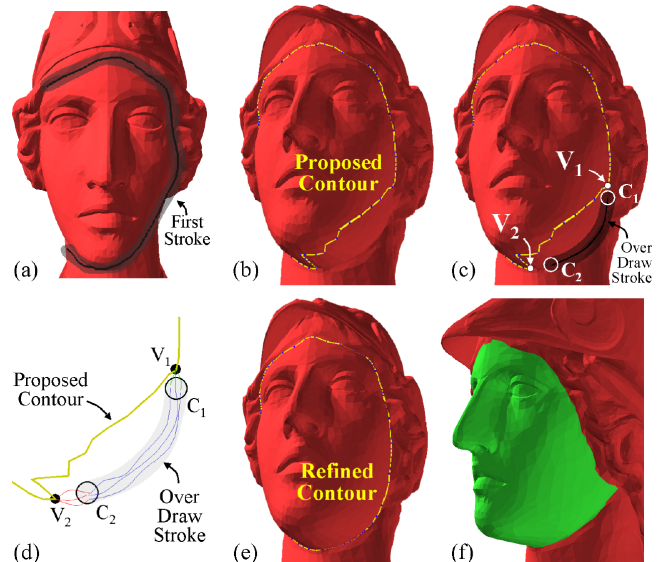 First
Stroke
(a)
Proposed
Contour
(b)
V1
C1
V2
C2
Over
Draw
Stroke
(c)
V1
Proposed
Contour
C1
V2
C2
Over
Draw
Stroke
(d)
Refined
Contour
(e)
(f)